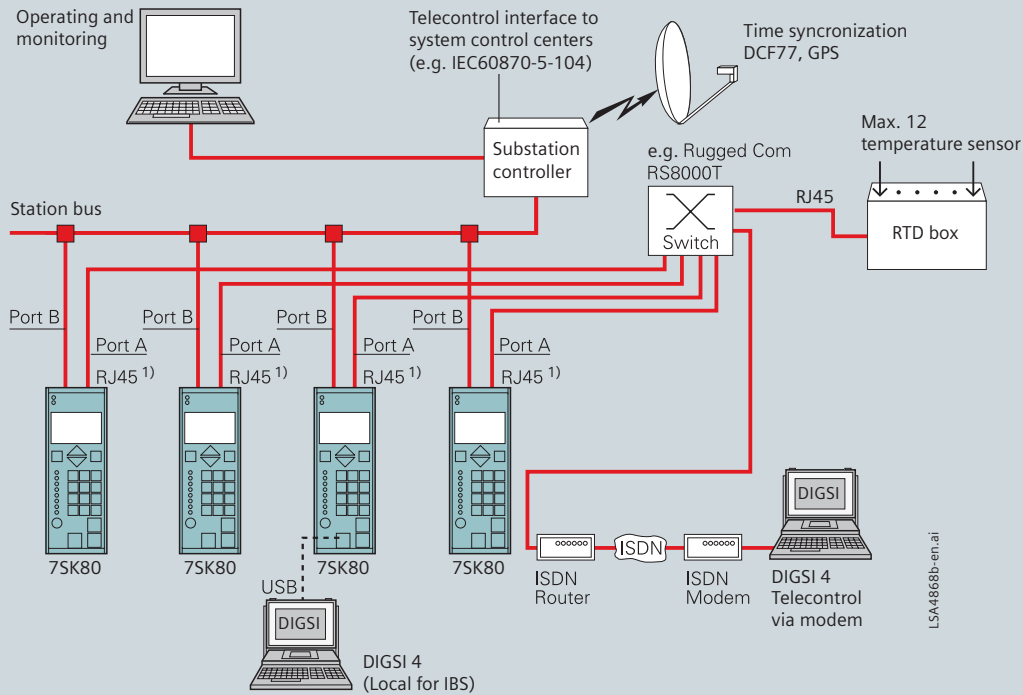 Operating and
monitoring
Telecontrol interface to
system control centers
(e.g. IEC60870-5-104)
Time syncronization
DCF77, GPS
Substation
controller
e.g. Rugged Com
RS8000T
Switch
RJ45
Max. 12
temperature sensor
RTD box
Station bus
Port B
Port A
RJ45 1)
Port B
Port A
RJ45 1)
Port B
Port A
RJ45 1)
Port B
Port A
RJ45 1)
7SK80
7SK80
7SK80
7SK80
USB
DIGSI
DIGSI 4
(Local for IBS)
ISDN
Router
ISDN
ISDN
Modem
DIGSI
DIGSI 4
Telecontrol
via modem
LSA4868b-en.ai